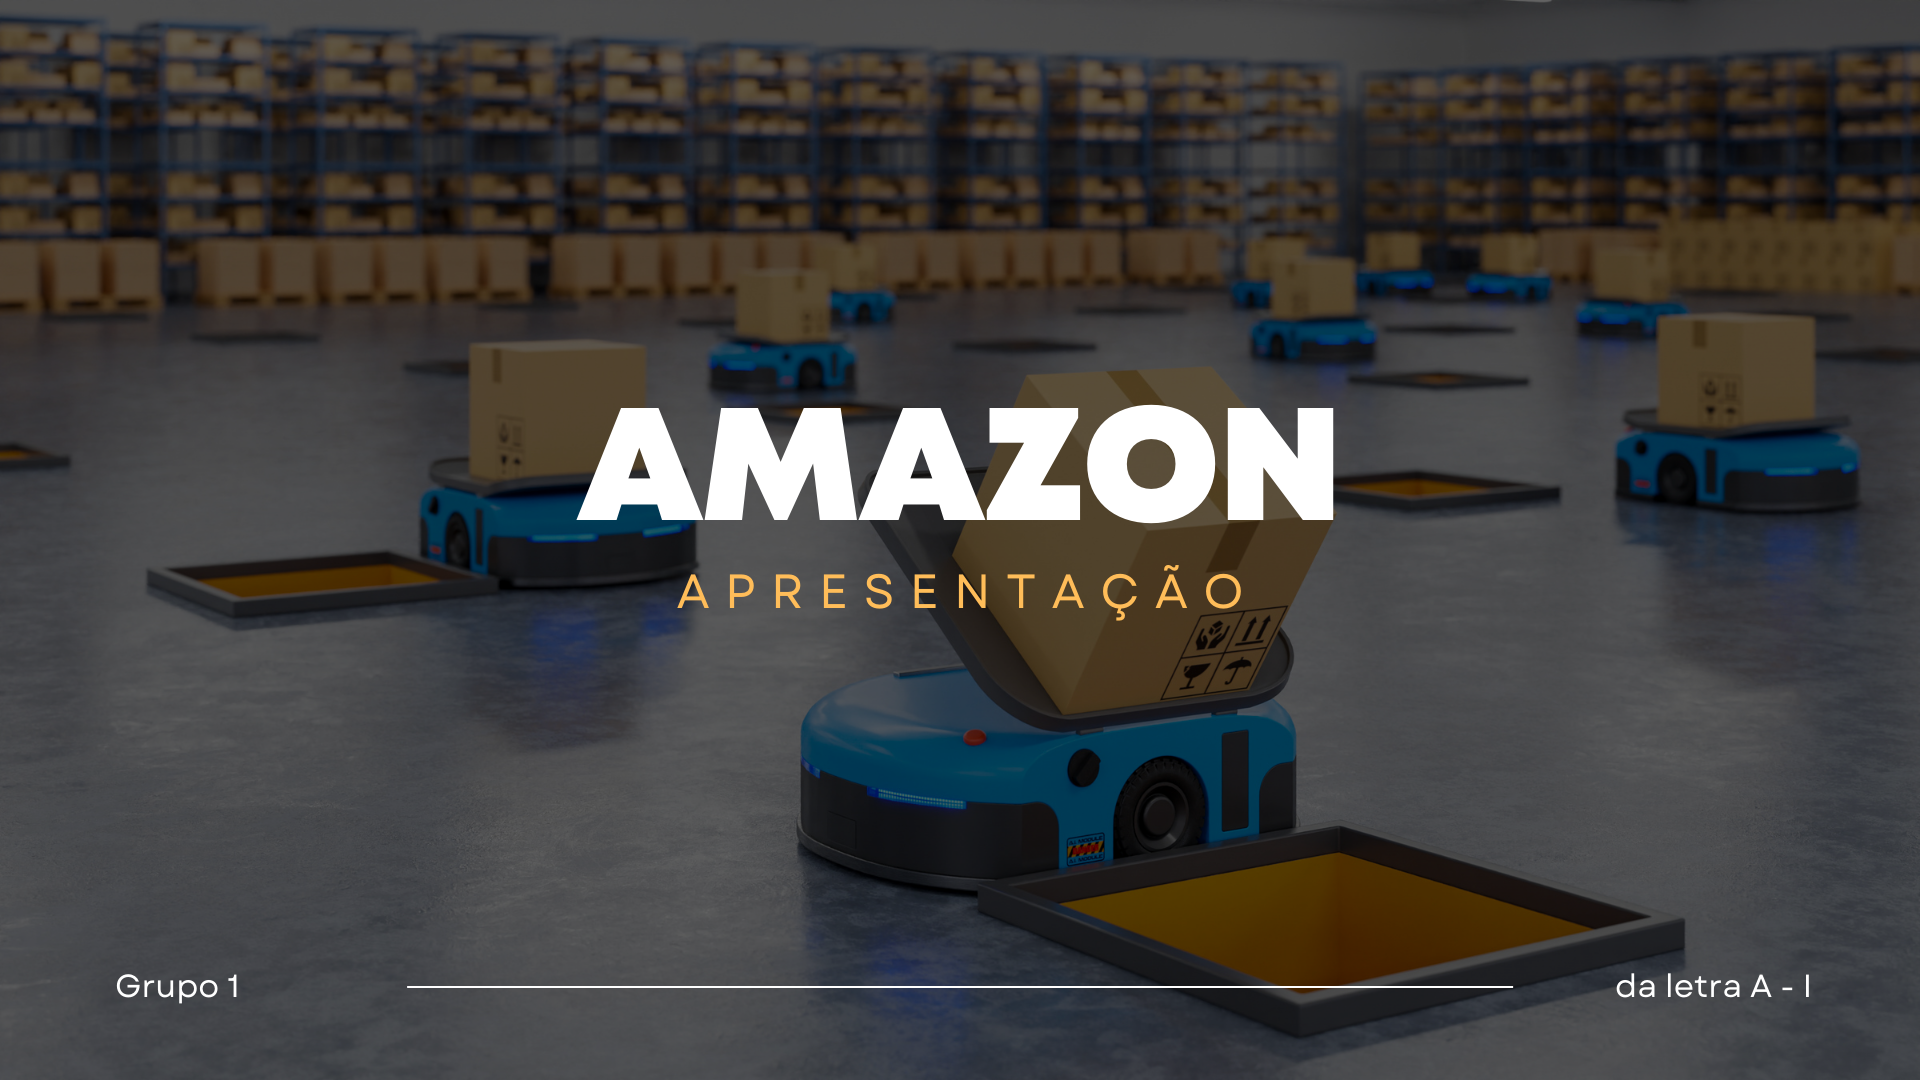 AMAZON
APRESENTAÇÃO
Grupo 1
da letra A - I